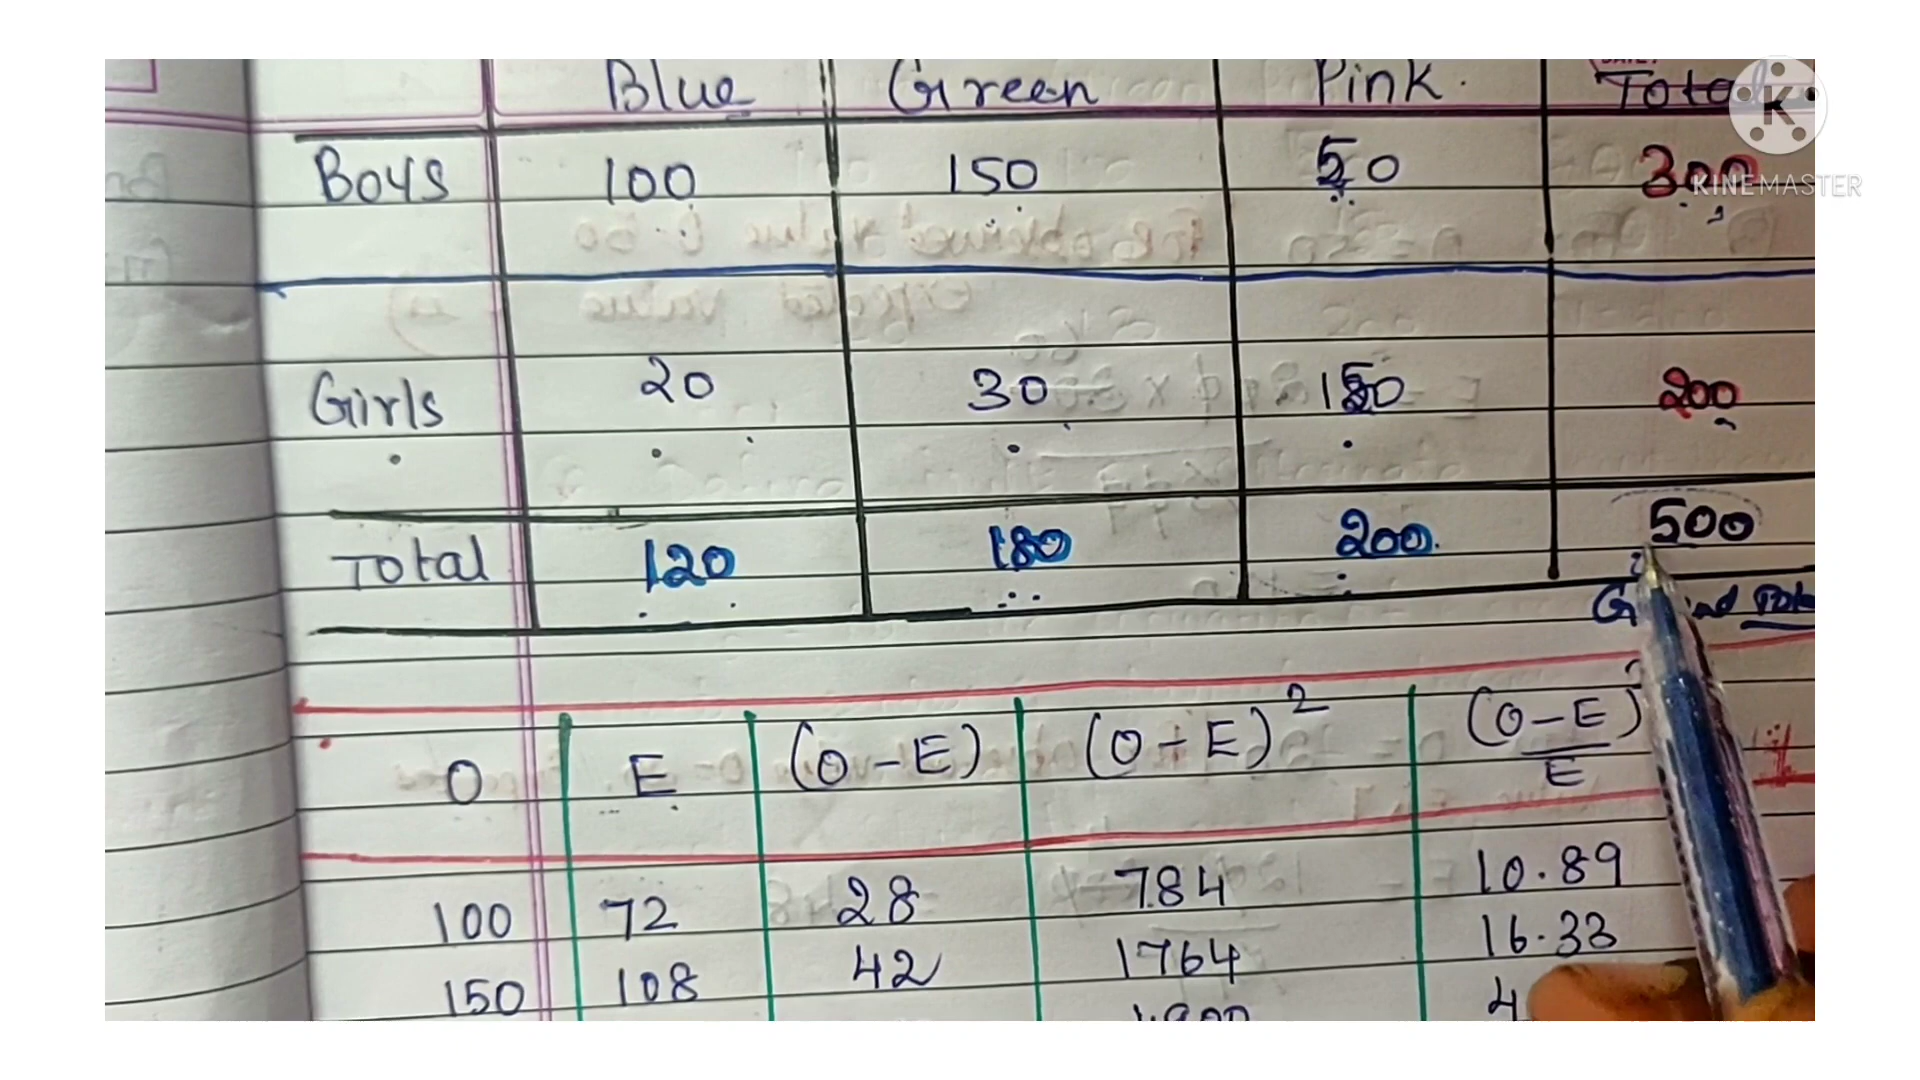 Blue Green Pink. Total
Boys 100 150 50 300
KINEMASTER
Girls 20 30 150 200
Total 120 180 200. 500
O E (O-E) (O-E)² (O-E)²/E
100 72 28 784 10.89
150 108 42 1764 16.33